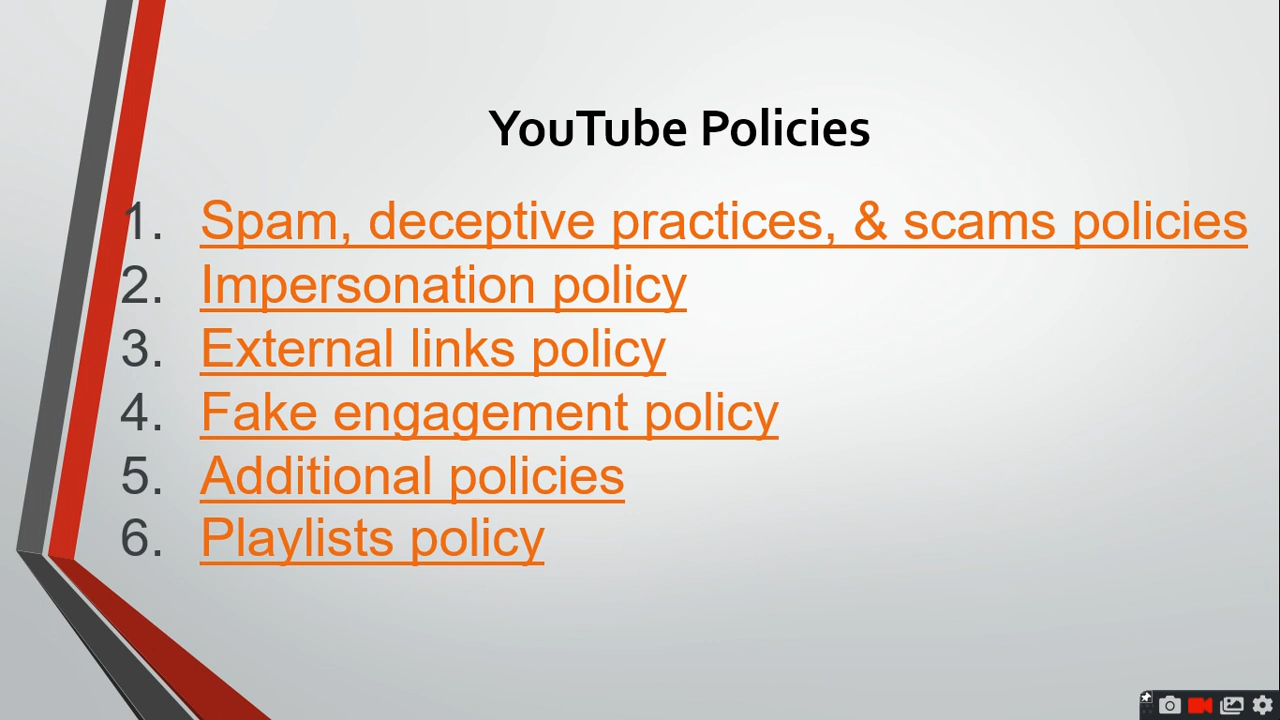 YouTube Policies
1. Spam, deceptive practices, & scams policies
2. Impersonation policy
3. External links policy
4. Fake engagement policy
5. Additional policies
6. Playlists policy